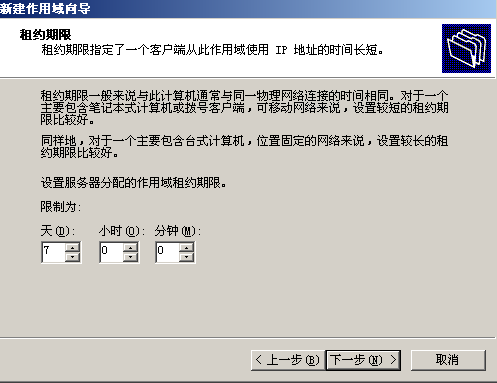 新建作用域向导
租约期限
租约期限指定了一个客户端从此作用域使用 IP 地址的时间长短。
租约期限一般来说与此计算机通常与同一物理网络连接的时间相同。对于一个
主要包含笔记本式计算机或拨号客户端，可移动网络来说，设置较短的租约期
限比较好。
同样地，对于一个主要包含台式计算机，位置固定的网络来说，设置较长的租
约期限比较好。
设置服务器分配的作用域租约期限。
限制为:
天(D): 小时(O): 分钟(M):
7 0 0
< 上一步(B) 下一步(N) > 取消